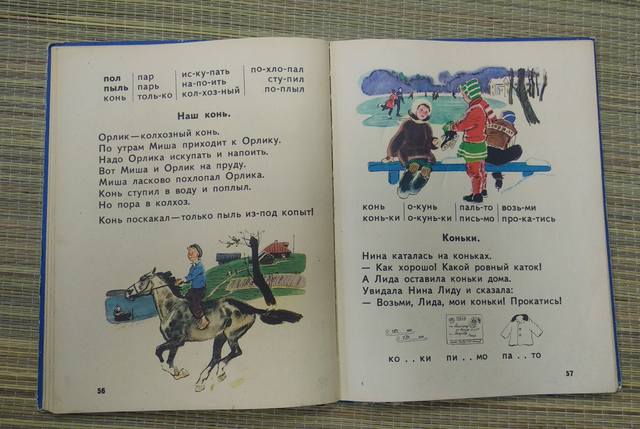 пол пар ис-ку-пать по-хло-пал
пыль парь на-по-ить сту-пил
конь толь-ко кол-хоз-ный по-плыл
Наш конь.
Орлик — колхозный конь.
По утрам Миша приходит к Орлику.
Надо Орлика искупать и напоить.
Вот Миша и Орлик на пруду.
Миша ласково похлопал Орлика.
Конь ступил в воду и поплыл.
Но пора в колхоз.
Конь поскакал — только пыль из-под копыт!
56
конь о-кунь паль-то возь-ми
конь-ки о-кунь-ки пись-мо про-ка-тись
Коньки.
Нина каталась на коньках.
— Как хорошо! Какой ровный каток!
А Лида оставила коньки дома.
Увидала Нина Лиду и сказала:
— Возьми, Лида, мои коньки! Прокатись!
ко . . ки пи . . мо па . . то
57